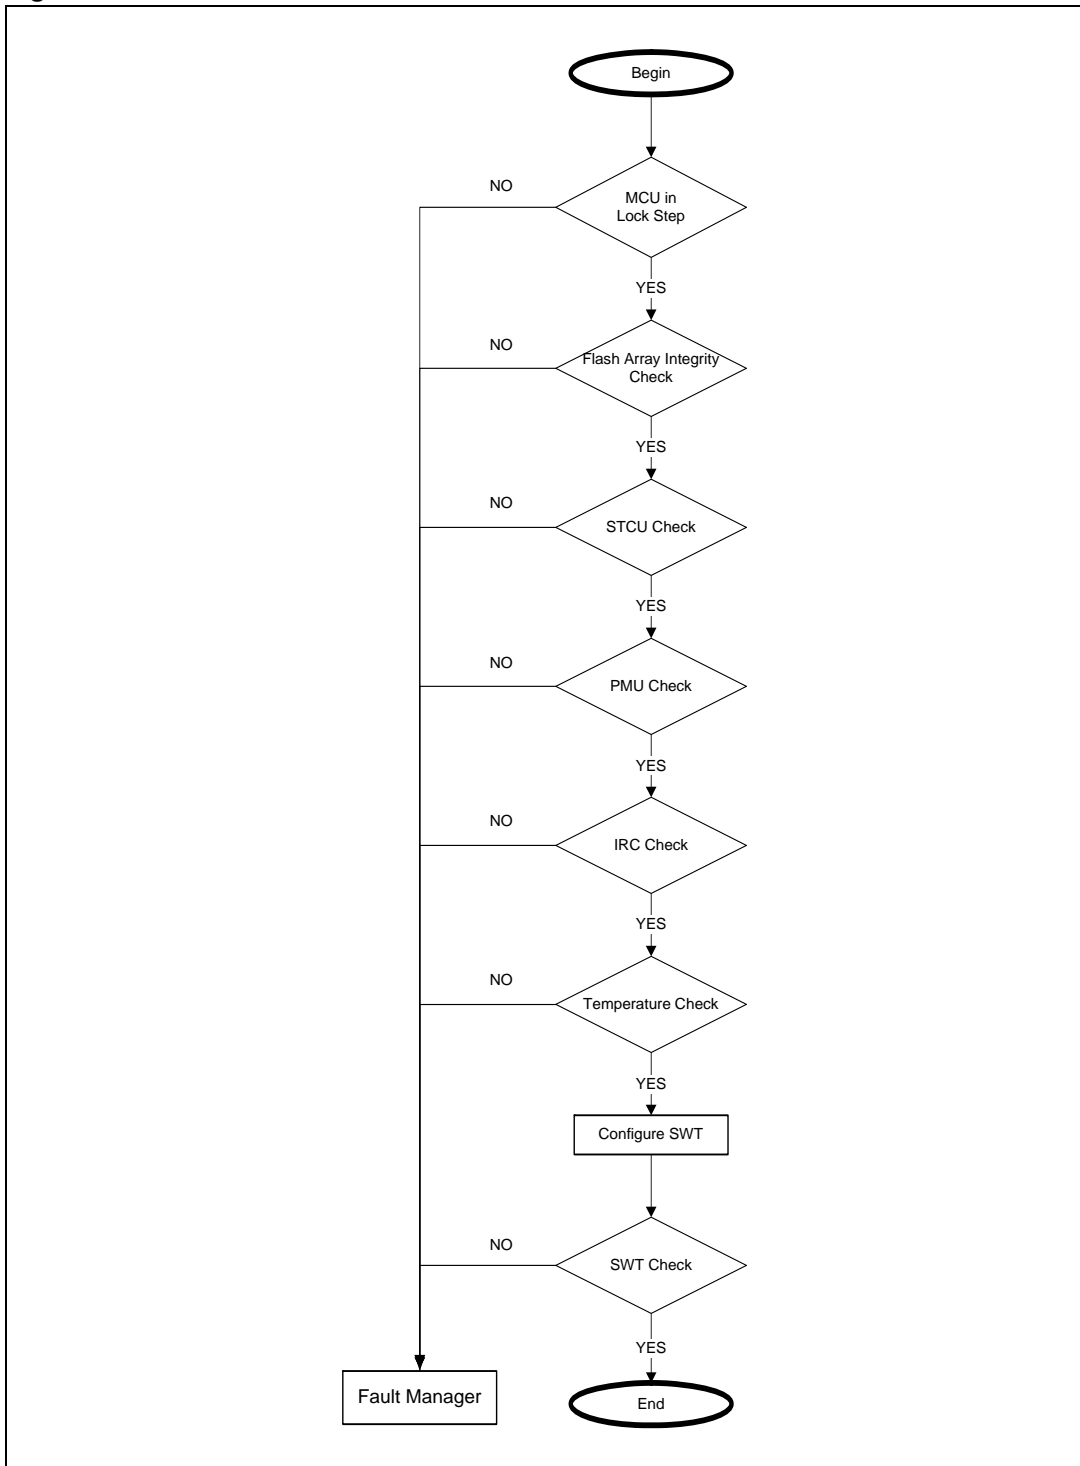 Begin
MCU in
Lock Step
NO
YES
Flash Array Integrity
Check
NO
YES
STCU Check
NO
YES
PMU Check
NO
YES
IRC Check
NO
YES
Temperature Check
NO
YES
Configure SWT
SWT Check
NO
YES
Fault Manager
End